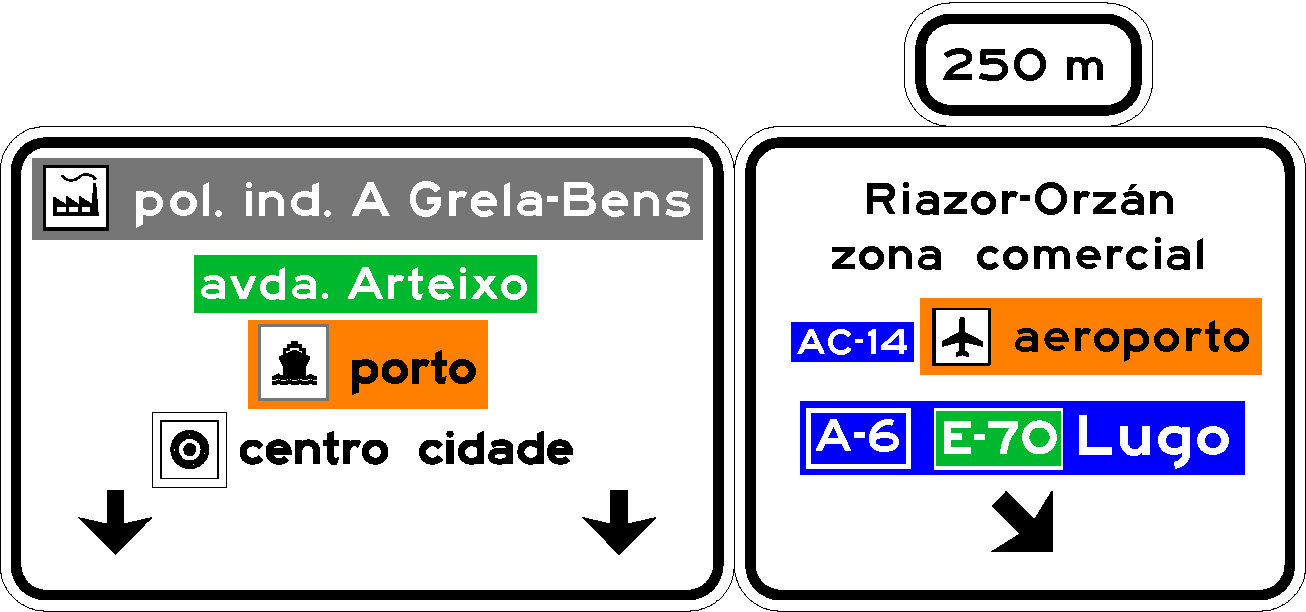 pol. ind. A Grela-Bens
avda. Arteixo
porto
centro cidade
250 m
Riazor-Orzán
zona comercial
AC-14 aeroporto
A-6 E-70 Lugo